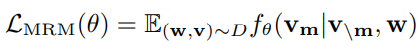 ℒ_MRM(θ) = 𝔼_(w,v)∼D f_θ(v_m|v_\m, w)